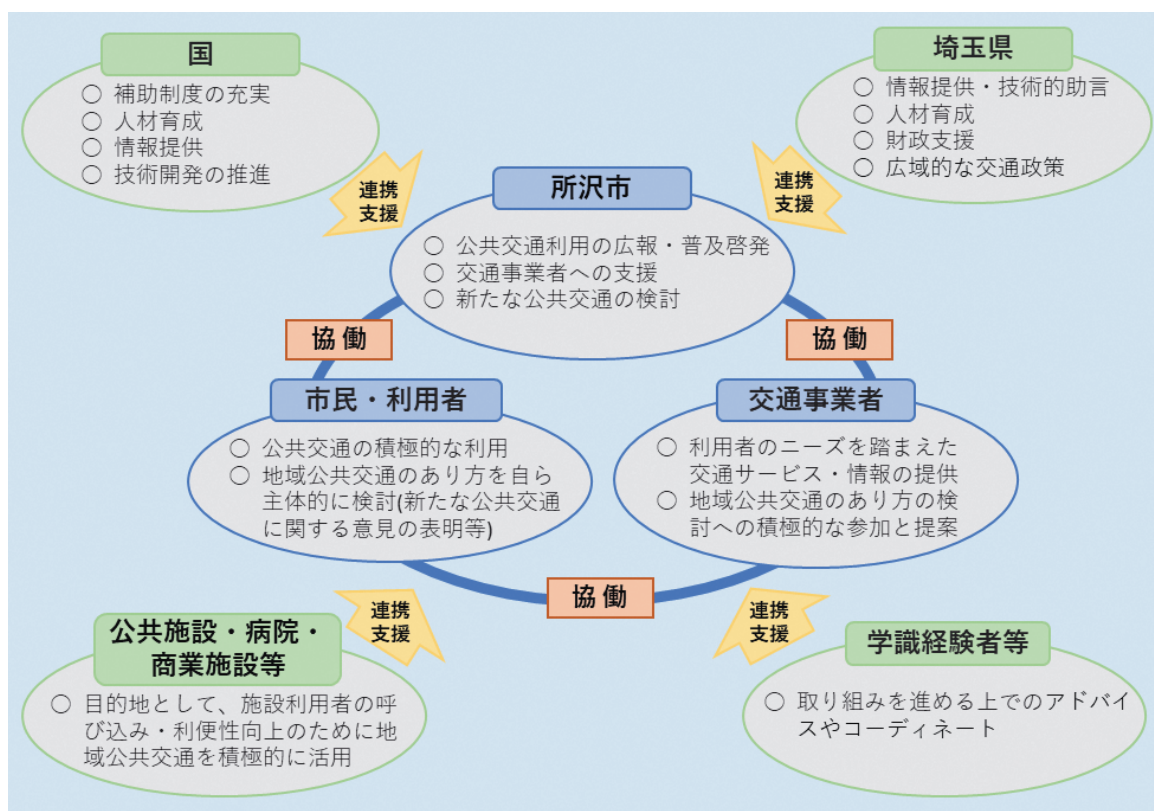 国
○ 補助制度の充実
○ 人材育成
○ 情報提供
○ 技術開発の推進
埼玉県
○ 情報提供・技術的助言
○ 人材育成
○ 財政支援
○ 広域的な交通政策
連携
支援
連携
支援
所沢市
○ 公共交通利用の広報・普及啓発
○ 交通事業者への支援
○ 新たな公共交通の検討
協働
協働
市民・利用者
○ 公共交通の積極的な利用
○ 地域公共交通のあり方を自ら
主体的に検討(新たな公共交通
に関する意見の表明等)
交通事業者
○ 利用者のニーズを踏まえた
交通サービス・情報の提供
○ 地域公共交通のあり方の検
討への積極的な参加と提案
協働
連携
支援
連携
支援
公共施設・病院・
商業施設等
○ 目的地として、施設利用者の呼
び込み・利便性向上のために地
域公共交通を積極的に活用
学識経験者等
○ 取り組みを進める上でのアドバイ
スやコーディネート